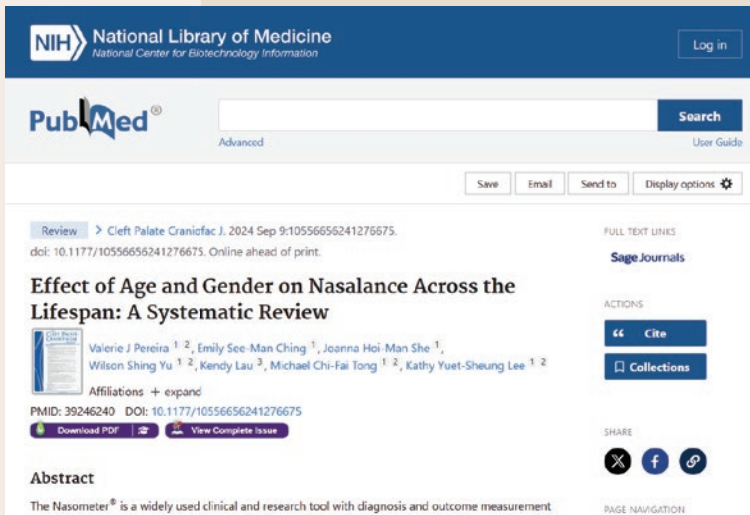 NIH National Library of Medicine
National Center for Biotechnology Information
Log in
PubMed®
Search
Advanced
User Guide
Save Email Send to Display options
Review > Cleft Palate Craniofac J. 2024 Sep 9:10556656241276675.
doi: 10.1177/10556656241276675. Online ahead of print.
Effect of Age and Gender on Nasalance Across the
Lifespan: A Systematic Review
Valerie J Pereira 1 2, Emily See-Man Ching 1, Joanna Hoi-Man She 1,
Wilson Shing Yu 1 2, Kendy Lau 3, Michael Chi-Fai Tong 1 2, Kathy Yuet-Sheung Lee 1 2
Affiliations + expand
PMID: 39246240 DOI: 10.1177/10556656241276675
Download PDF View Complete Issue
Abstract
The Nasometer® is a widely used clinical and research tool with diagnosis and outcome measurement
FULL TEXT LINKS
Sage Journals
ACTIONS
Cite
Collections
SHARE
PAGE NAVIGATION